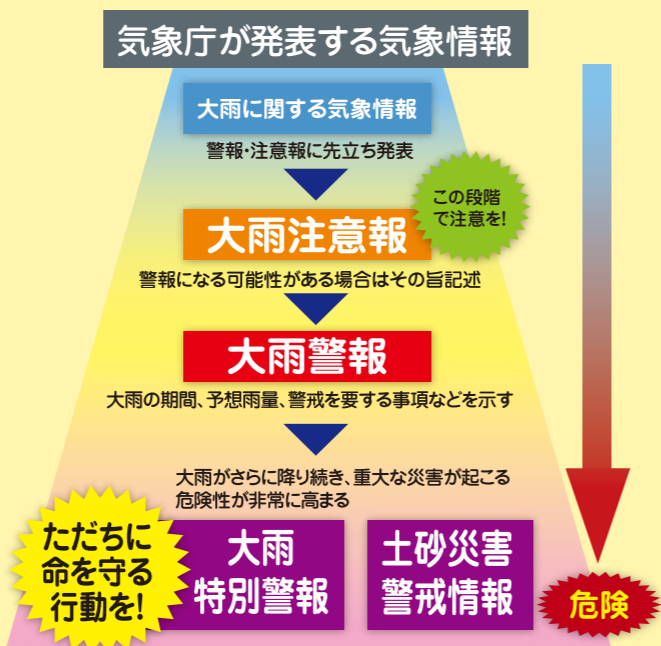 気象庁が発表する気象情報
大雨に関する気象情報
警報・注意報に先立ち発表
この段階
で注意を!
大雨注意報
警報になる可能性がある場合はその旨記述
大雨警報
大雨の期間、予想雨量、警戒を要する事項などを示す
大雨がさらに降り続き、重大な災害が起こる
危険性が非常に高まる
ただちに
命を守る
行動を!
大雨
特別警報
土砂災害
警戒情報
危険